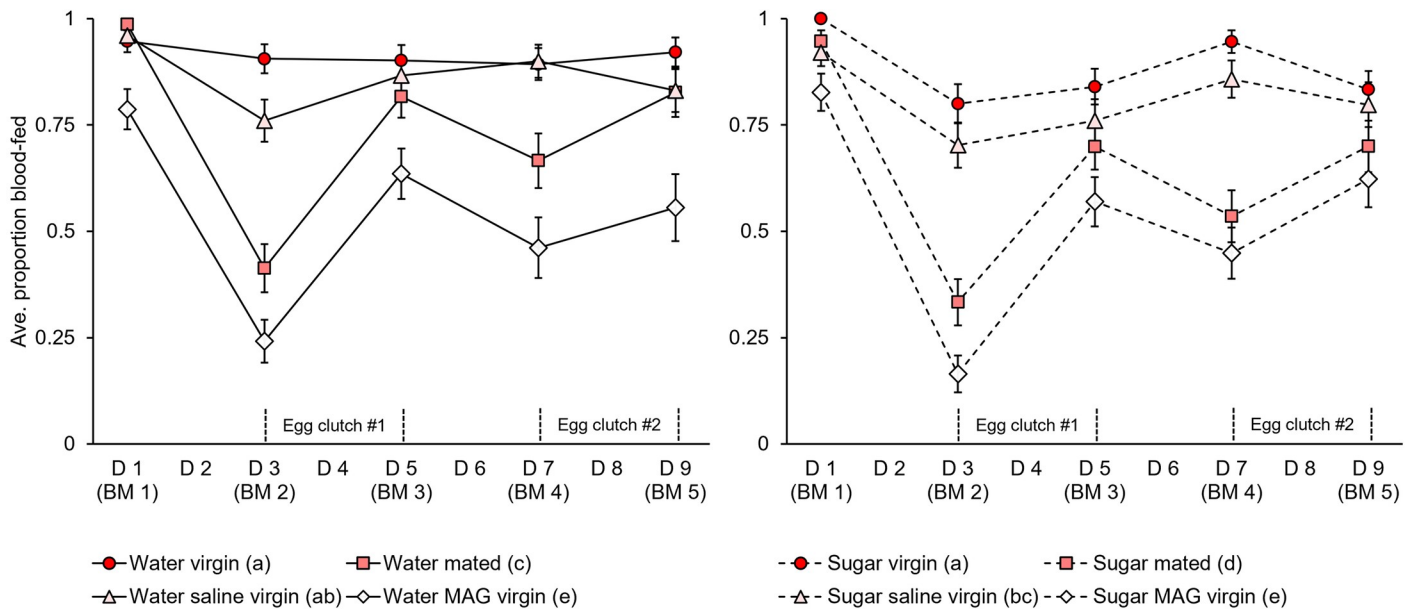 Ave. proportion blood-fed
1
0.75
0.5
0.25
0
Egg clutch #1
Egg clutch #2
D 1 D 2 D 3 D 4 D 5 D 6 D 7 D 8 D 9
(BM 1) (BM 2) (BM 3) (BM 4) (BM 5)
Water virgin (a) Water mated (c)
Water saline virgin (ab) Water MAG virgin (e)
1
0.75
0.5
0.25
0
Egg clutch #1
Egg clutch #2
D 1 D 2 D 3 D 4 D 5 D 6 D 7 D 8 D 9
(BM 1) (BM 2) (BM 3) (BM 4) (BM 5)
Sugar virgin (a) Sugar mated (d)
Sugar saline virgin (bc) Sugar MAG virgin (e)